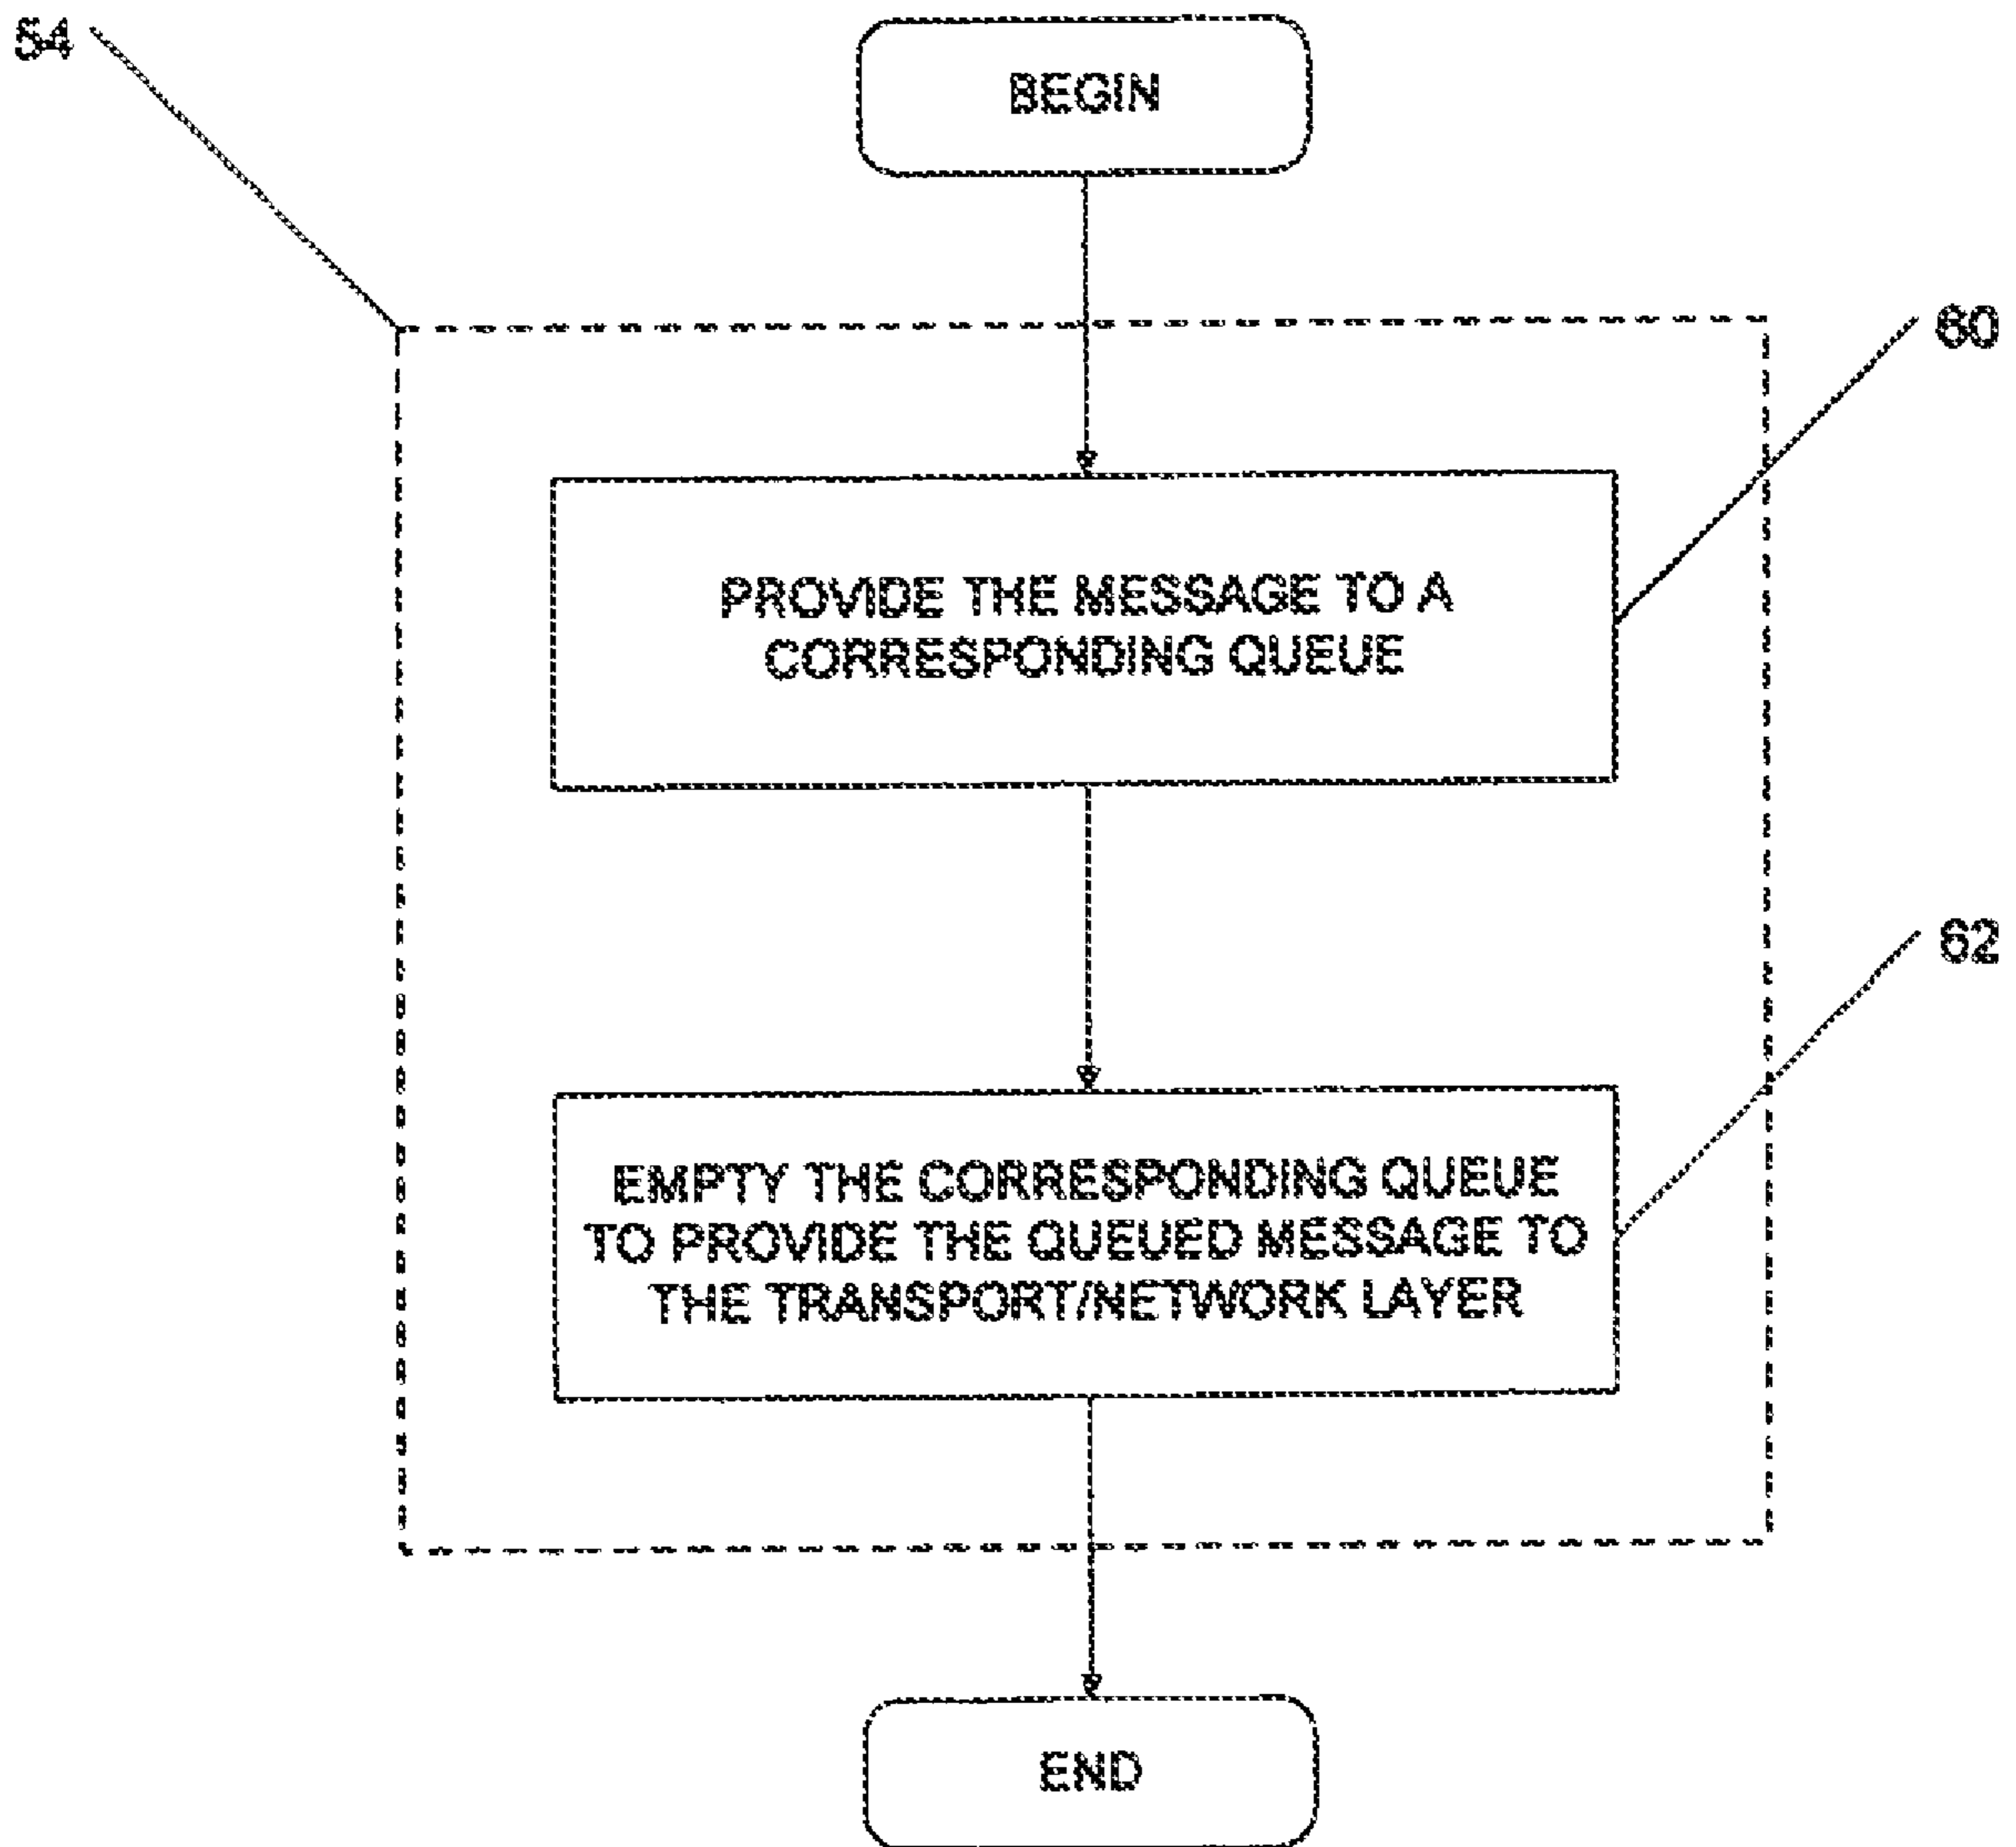 54
BEGIN
60
PROVIDE THE MESSAGE TO A
CORRESPONDING QUEUE
62
EMPTY THE CORRESPONDING QUEUE
TO PROVIDE THE QUEUED MESSAGE TO
THE TRANSPORT/NETWORK LAYER
END